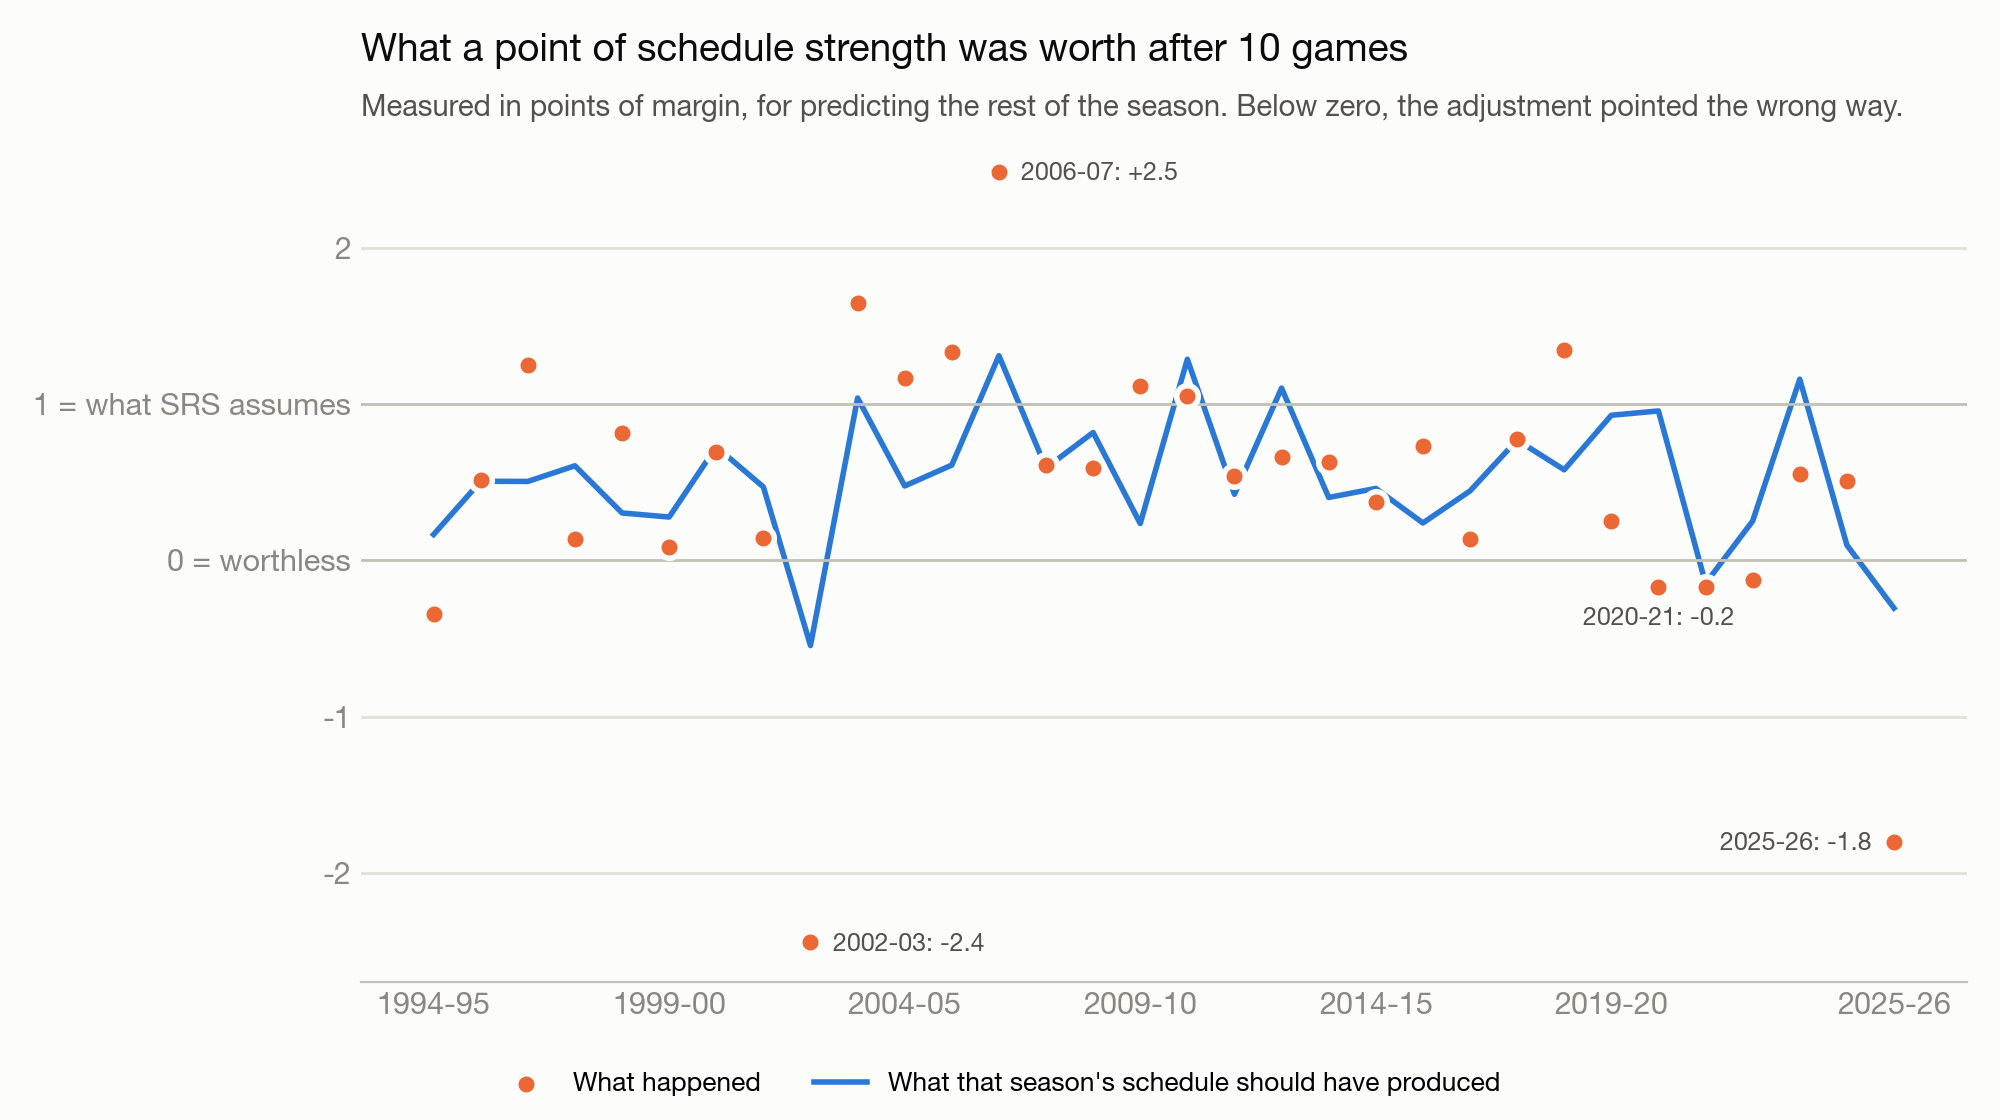 What a point of schedule strength was worth after 10 games
Measured in points of margin, for predicting the rest of the season. Below zero, the adjustment pointed the wrong way.
2006-07: +2.5
2
1 = what SRS assumes
0 = worthless
2020-21: -0.2
-1
2025-26: -1.8
-2
2002-03: -2.4
1994-95 1999-00 2004-05 2009-10 2014-15 2019-20 2025-26
What happened What that season's schedule should have produced